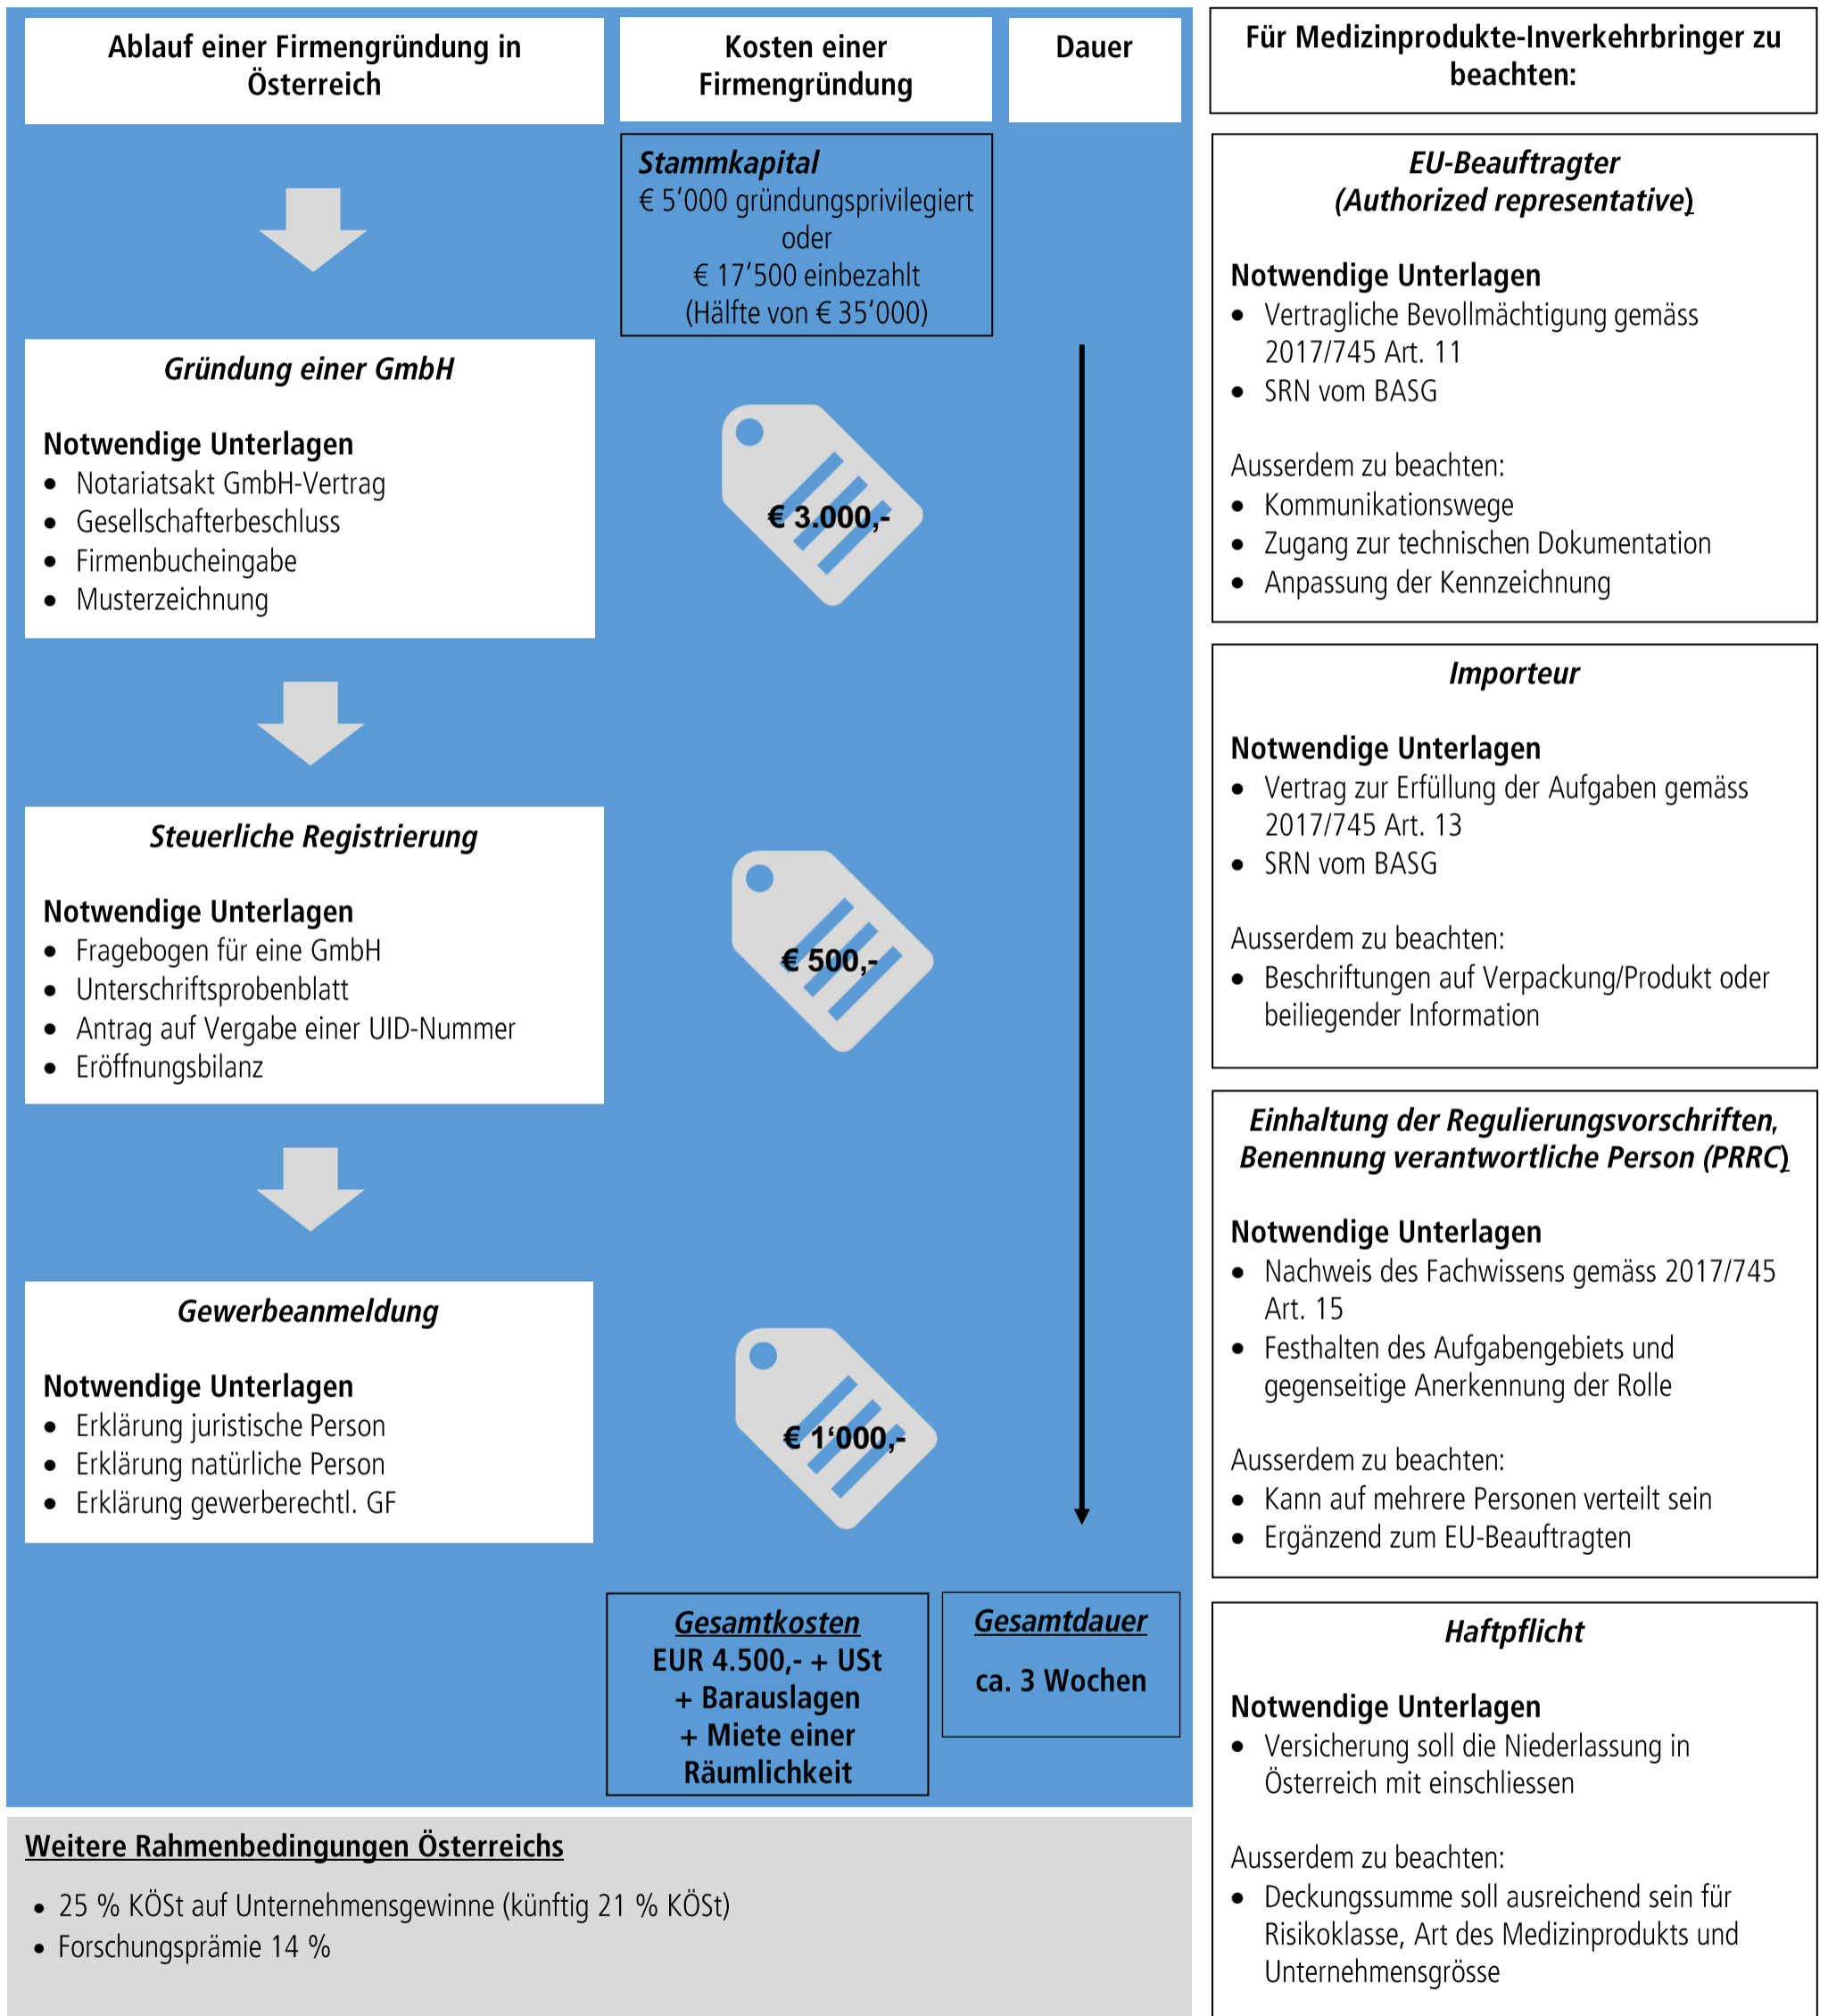 Ablauf einer Firmengründung in
Österreich
Kosten einer
Firmengründung
Dauer
Stammkapital
€ 5‘000 gründungsprivilegiert
oder
€ 17‘500 einbezahlt
(Hälfte von € 35‘000)
Gründung einer GmbH
Notwendige Unterlagen
• Notariatsakt GmbH-Vertrag
• Gesellschafterbeschluss
• Firmenbucheingabe
• Musterzeichnung
€ 3.000,-
Steuerliche Registrierung
Notwendige Unterlagen
• Fragebogen für eine GmbH
• Unterschriftsprobenblatt
• Antrag auf Vergabe einer UID-Nummer
• Eröffnungsbilanz
€ 500,-
Gewerbeanmeldung
Notwendige Unterlagen
• Erklärung juristische Person
• Erklärung natürliche Person
• Erklärung gewerberechtl. GF
€ 1‘000,-
Gesamtkosten
EUR 4.500,- + USt
+ Barauslagen
+ Miete einer
Räumlichkeit
Gesamtdauer
ca. 3 Wochen
Weitere Rahmenbedingungen Österreichs
• 25 % KÖSt auf Unternehmensgewinne (künftig 21 % KÖSt)
• Forschungsprämie 14 %
Für Medizinprodukte-Inverkehrbringer zu
beachten:
EU-Beauftragter
(Authorized representative)
Notwendige Unterlagen
• Vertragliche Bevollmächtigung gemäss
2017/745 Art. 11
• SRN vom BASG
Ausserdem zu beachten:
• Kommunikationswege
• Zugang zur technischen Dokumentation
• Anpassung der Kennzeichnung
Importeur
Notwendige Unterlagen
• Vertrag zur Erfüllung der Aufgaben gemäss
2017/745 Art. 13
• SRN vom BASG
Ausserdem zu beachten:
• Beschriftungen auf Verpackung/Produkt oder
beiliegender Information
Einhaltung der Regulierungsvorschriften,
Benennung verantwortliche Person (PRRC)
Notwendige Unterlagen
• Nachweis des Fachwissens gemäss 2017/745
Art. 15
• Festhalten des Aufgabengebiets und
gegenseitige Anerkennung der Rolle
Ausserdem zu beachten:
• Kann auf mehrere Personen verteilt sein
• Ergänzend zum EU-Beauftragten
Haftpflicht
Notwendige Unterlagen
• Versicherung soll die Niederlassung in
Österreich mit einschliessen
Ausserdem zu beachten:
• Deckungssumme soll ausreichend sein für
Risikoklasse, Art des Medizinprodukts und
Unternehmensgrösse